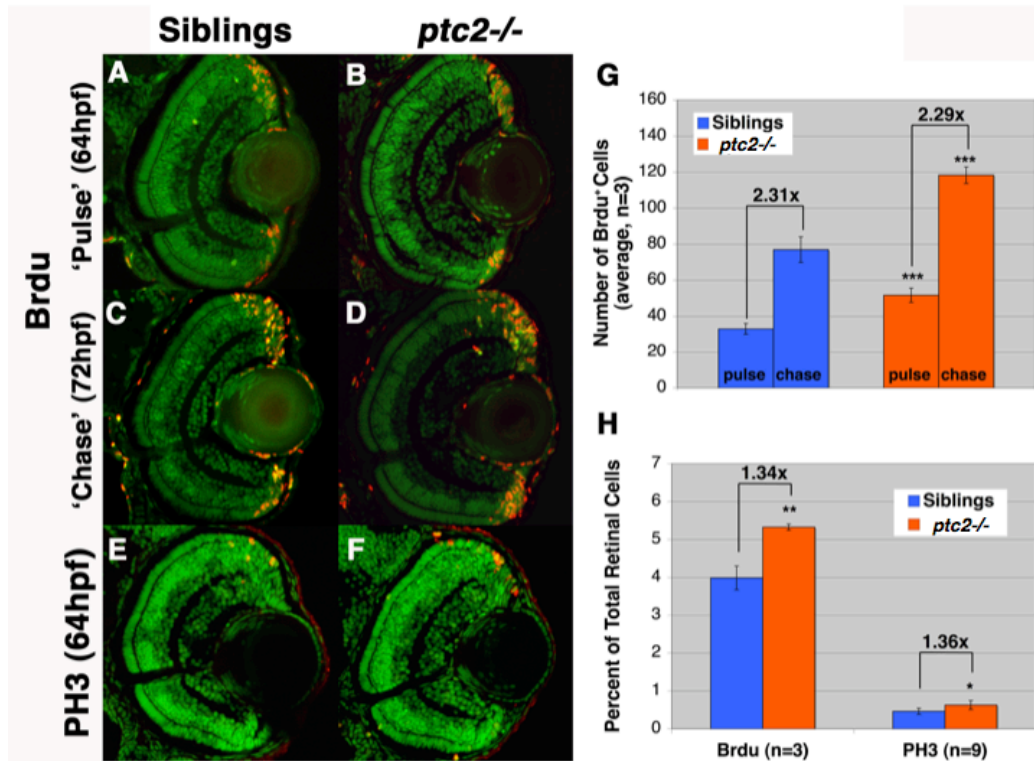 Siblings ptc2-/-
Brdu
'Pulse' (64hpf)
'Chase' (72hpf)
PH3 (64hpf)
A
B
C
D
E
F
G
Number of Brdu+ Cells
(average, n=3)
160
140
120
100
80
60
40
20
0
Siblings
ptc2-/-
2.31x
2.29x
***
***
pulse chase pulse chase
H
Percent of Total Retinal Cells
7
6
5
4
3
2
1
0
Siblings
ptc2-/-
1.34x
**
1.36x
*
Brdu (n=3) PH3 (n=9)